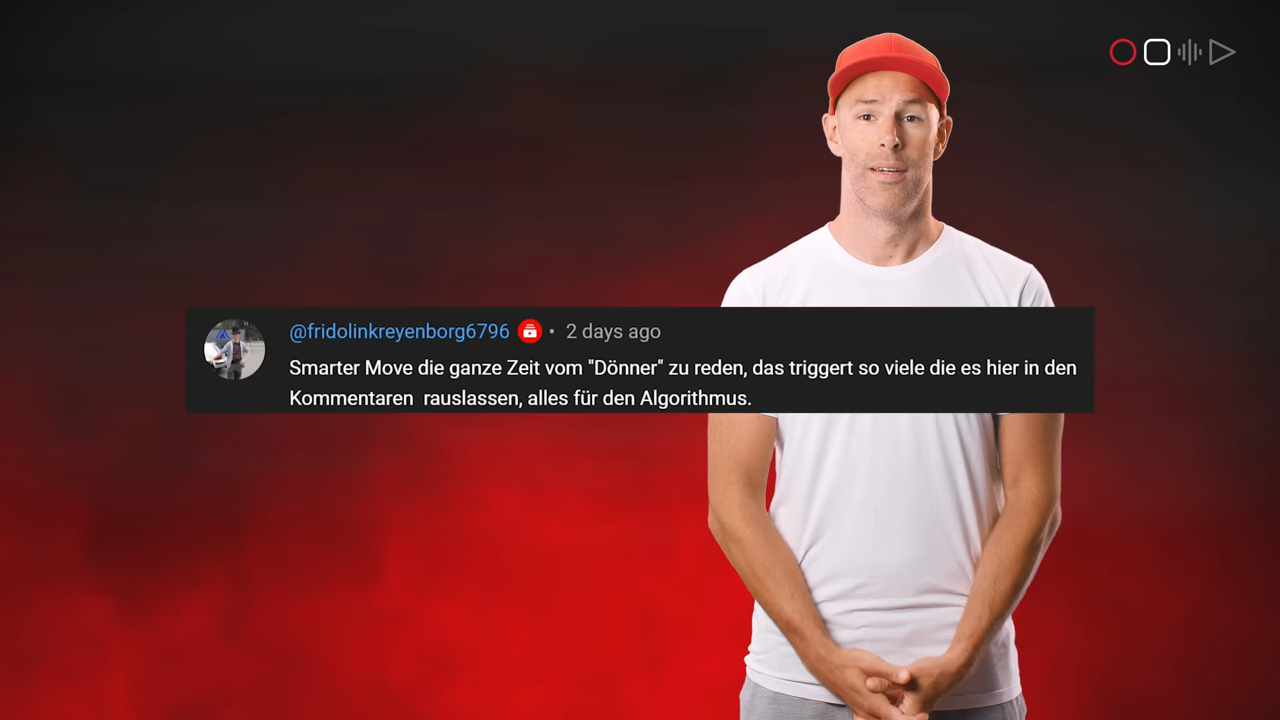 @fridolinkreyenborg6796 • 2 days ago
Smarter Move die ganze Zeit vom "Dönner" zu reden, das triggert so viele die es hier in den
Kommentaren  rauslassen, alles für den Algorithmus.